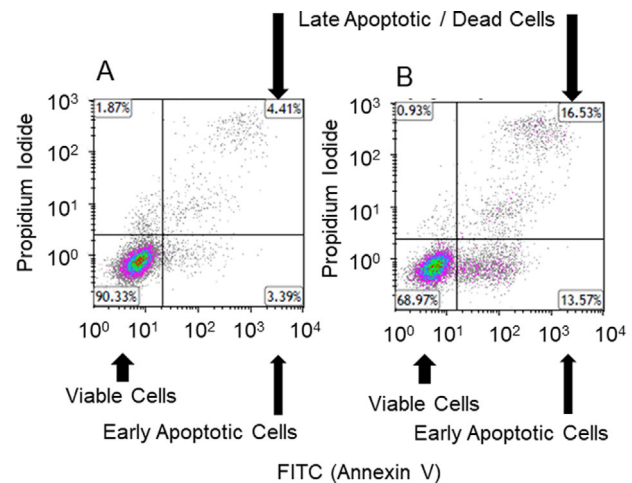 Late Apoptotic / Dead Cells
A
B
10³
1.87%
4.41%
10²
10¹
10⁰
90.33%
3.39%
Propidium Iodide
10⁰ 10¹ 10² 10³ 10⁴
10³
0.93%
16.53%
10²
10¹
10⁰
68.97%
13.57%
Propidium Iodide
10⁰ 10¹ 10² 10³ 10⁴
Viable Cells
Viable Cells
Early Apoptotic Cells
Early Apoptotic Cells
FITC (Annexin V)